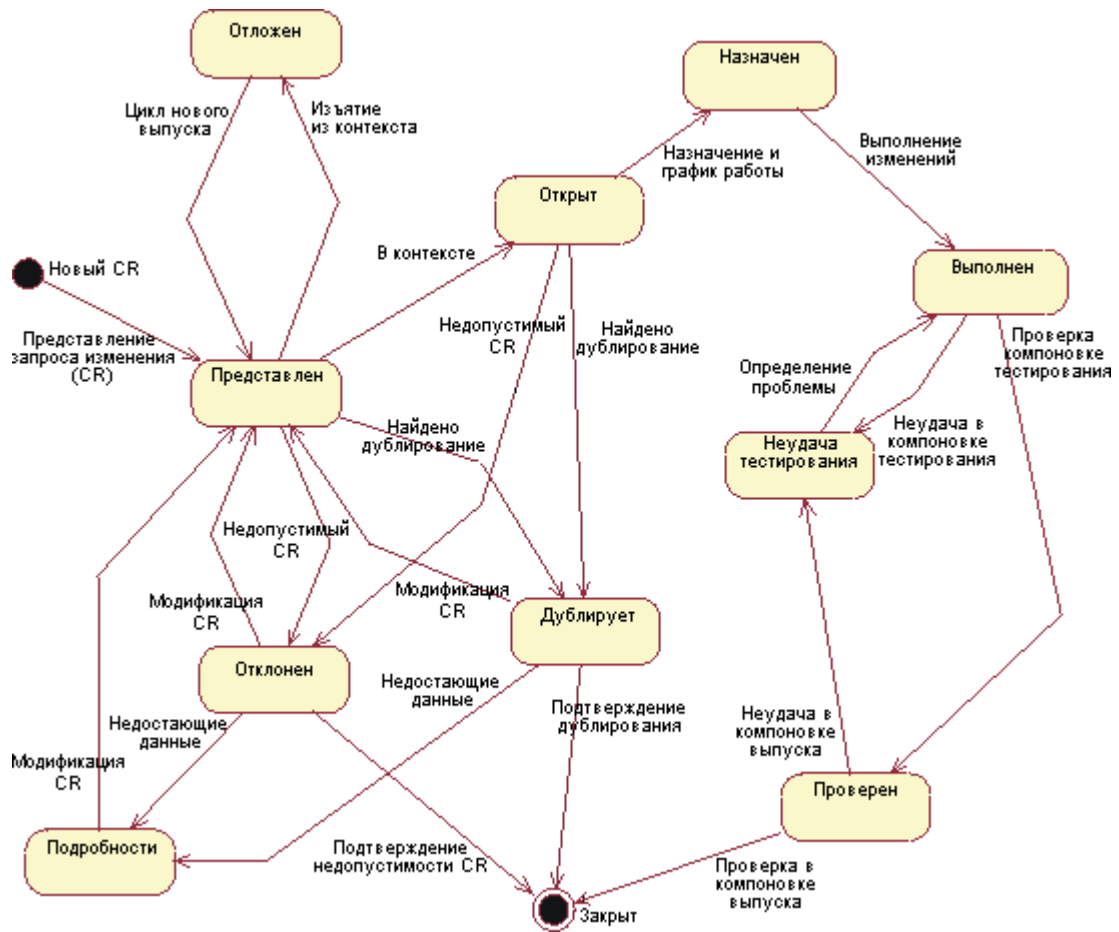 Отложен
Назначен
Цикл нового
выпуска
Изъятие
из контекста
Выполнение
изменений
Назначение и
график работы
Открыт
В контексте
Новый CR
Выполнен
Представление
запроса изменения
(CR)
Недопустимый
CR
Найдено
дублирование
Проверка
компоновке
тестирования
Представлен
Определение
проблемы
Найдено
дублирование
Неудача в
компоновке
тестирования
Неудача
тестирования
Недопустимый
CR
Модификация
CR
Модификация
CR
Дублирует
Отклонен
Недостающие
данные
Подтверждение
дублирования
Недостающие
данные
Неудача в
компоновке
выпуска
Модификация
CR
Проверен
Подробности
Подтверждение
недопустимости CR
Проверка в
компоновке
выпуска
Закрыт